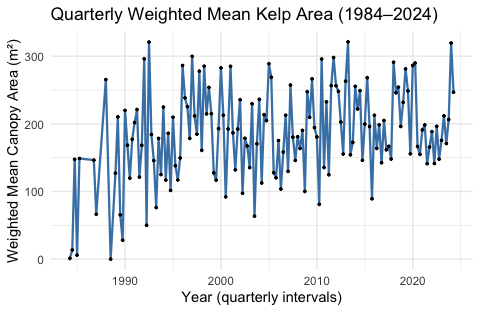 Quarterly Weighted Mean Kelp Area (1984–2024)
Weighted Mean Canopy Area (m²)
300
200
100
0
1990
2000
2010
2020
Year (quarterly intervals)